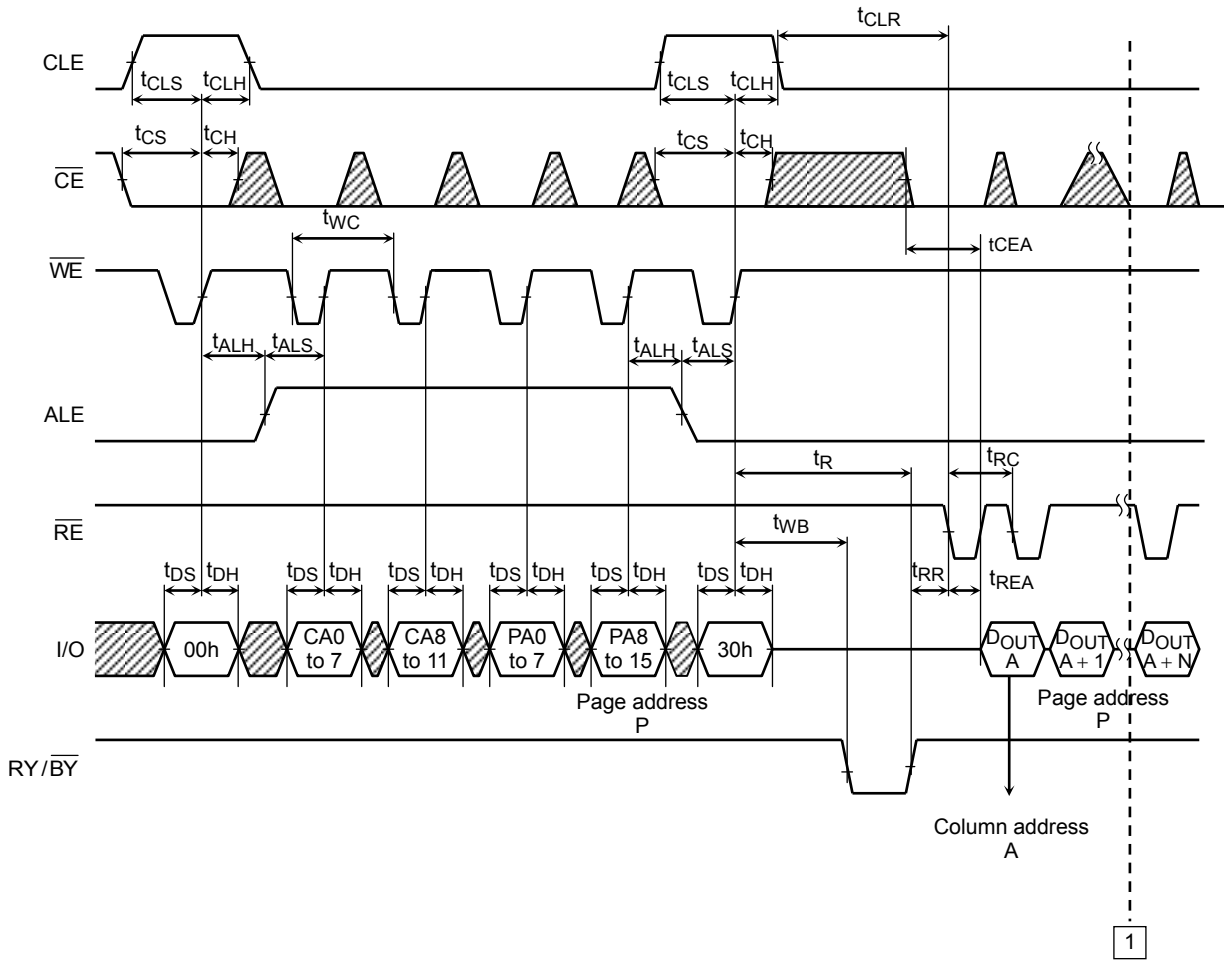 tCLR
CLE
tCLS tCLH tCLS tCLH
tCS tCH tCS tCH
CE
tWC
tCEA
WE
tALH tALS tALH tALS
ALE
tR tRC
RE
tWB
tDS tDH tDS tDH tDS tDH tDS tDH tDS tDH tDS tDH tRR tREA
I/O
00h
CA0
to 7
CA8
to 11
PA0
to 7
PA8
to 15
30h
DOUT
A
DOUT
A + 1
DOUT
A + N
Page address
P
Page address
P
RY/BY
Column address
A
1